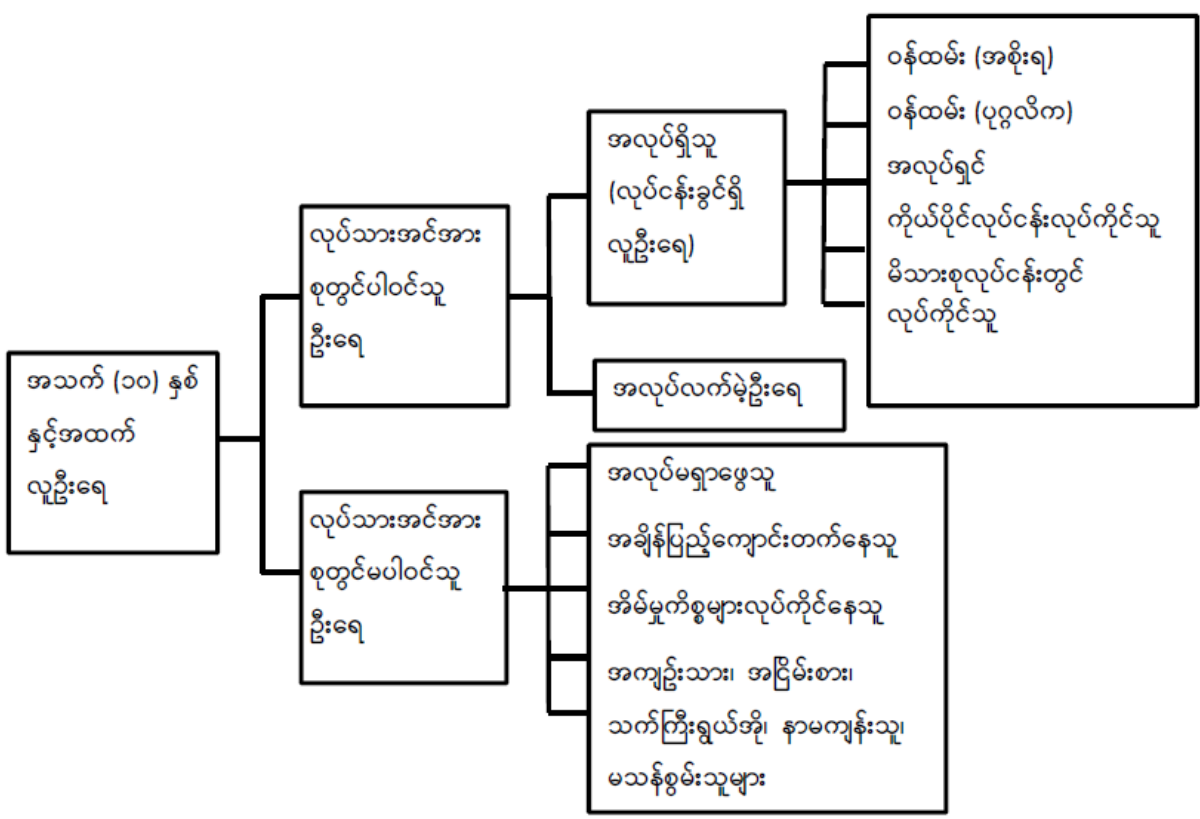 အသက် (၁၀) နှစ်
နှင့်အထက်
လူဦးရေ
လုပ်သားအင်အား
စုတွင်ပါဝင်သူ
ဦးရေ
အလုပ်ရှိသူ
(လုပ်ငန်းခွင်ရှိ
လူဦးရေ)
ဝန်ထမ်း (အစိုးရ)
ဝန်ထမ်း (ပုဂ္ဂလိက)
အလုပ်ရှင်
ကိုယ်ပိုင်လုပ်ငန်းလုပ်ကိုင်သူ
မိသားစုလုပ်ငန်းတွင်
လုပ်ကိုင်သူ
အလုပ်လက်မဲ့ဦးရေ
လုပ်သားအင်အား
စုတွင်မပါဝင်သူ
ဦးရေ
အလုပ်မရှာဖွေသူ
အချိန်ပြည့်ကျောင်းတက်နေသူ
အိမ်မှုကိစ္စများလုပ်ကိုင်နေသူ
အကျဉ်းသား၊ အငြိမ်းစား၊
သက်ကြီးရွယ်အို၊ နာမကျန်းသူ၊
မသန်စွမ်းသူများ